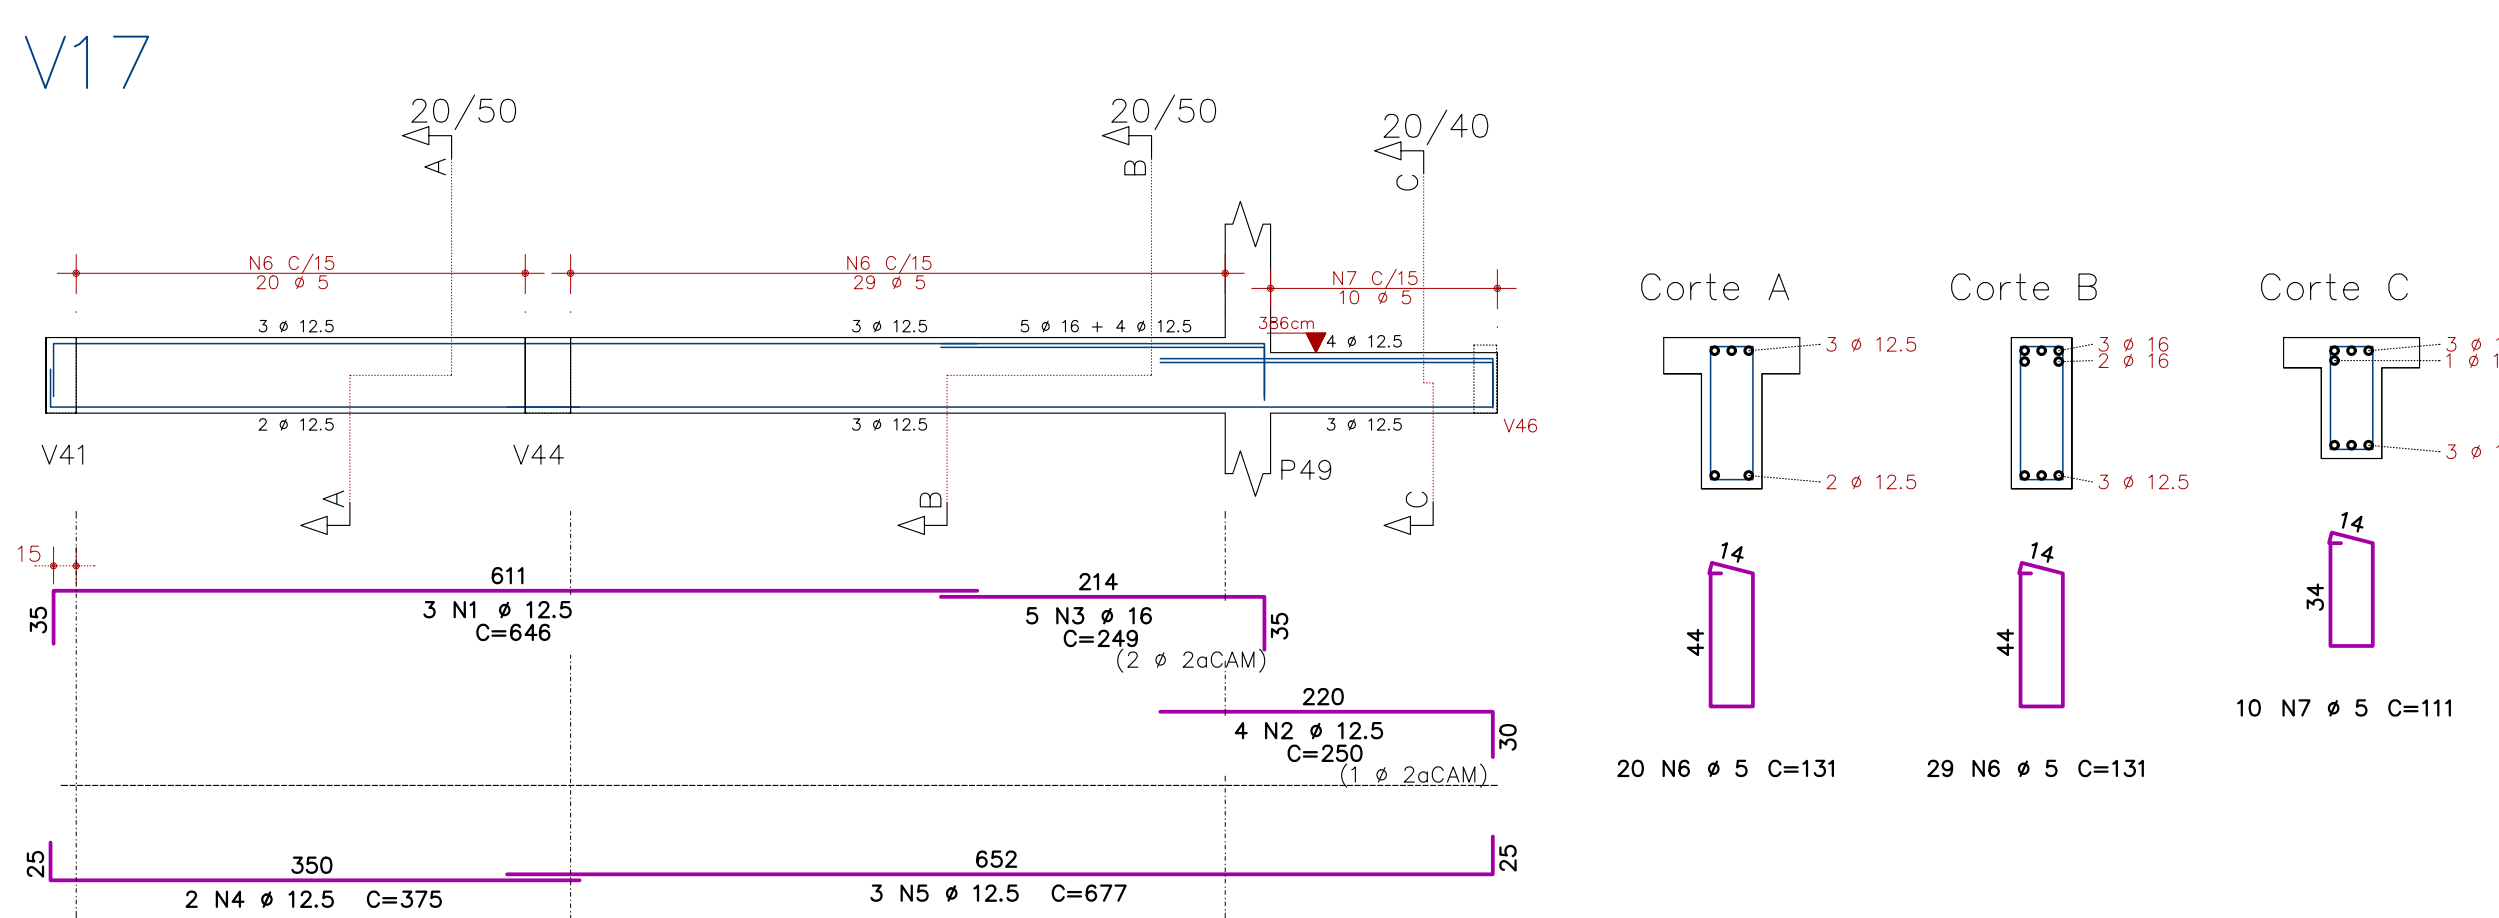 V17
20/50
20/50
20/40
A
B
C
N6 C/15
20 ø 5
N6 C/15
29 ø 5
N7 C/15
10 ø 5
386cm
3 ø 12.5
3 ø 12.5
5 ø 16 + 4 ø 12.5
4 ø 12.5
2 ø 12.5
3 ø 12.5
3 ø 12.5
V46
V41
V44
P49
A
B
C
15
611
3 N1 ø 12.5
C=646
35
214
5 N3 ø 16
C=249
35
(2 ø 2aCAM)
220
4 N2 ø 12.5
C=250
30
(1 ø 2aCAM)
25
350
2 N4 ø 12.5 C=375
652
3 N5 ø 12.5 C=677
25
Corte A
3 ø 12.5
2 ø 12.5
14
44
20 N6 ø 5 C=131
Corte B
3 ø 16
2 ø 16
3 ø 12.5
14
44
29 N6 ø 5 C=131
Corte C
3 ø
1 ø
3 ø
14
34
10 N7 ø 5 C=111